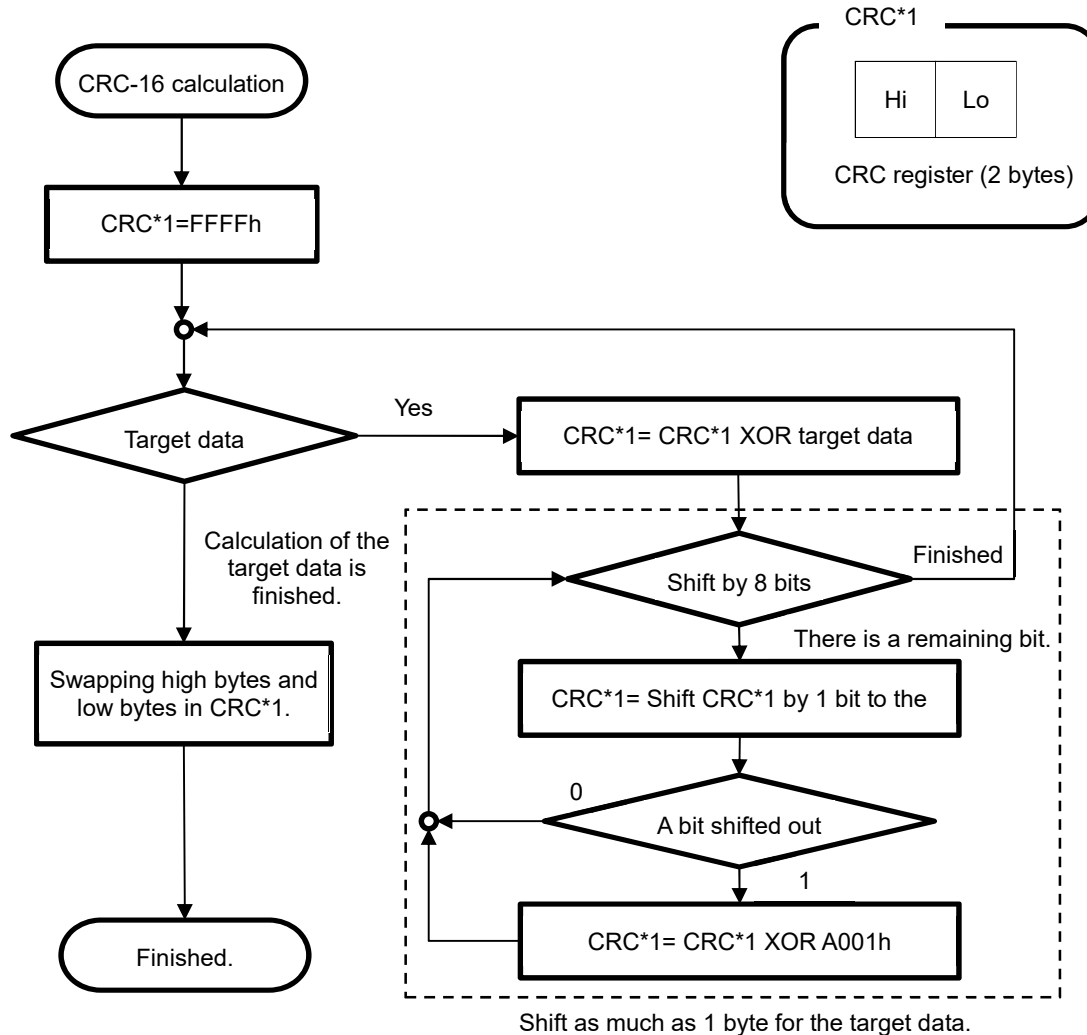 CRC*1
CRC-16 calculation
Hi
Lo
CRC register (2 bytes)
CRC*1=FFFFh
Yes
Target data
CRC*1= CRC*1 XOR target data
Calculation of the
target data is
finished.
Finished
Shift by 8 bits
There is a remaining bit.
Swapping high bytes and
low bytes in CRC*1.
CRC*1= Shift CRC*1 by 1 bit to the
0
A bit shifted out
1
CRC*1= CRC*1 XOR A001h
Finished.
Shift as much as 1 byte for the target data.